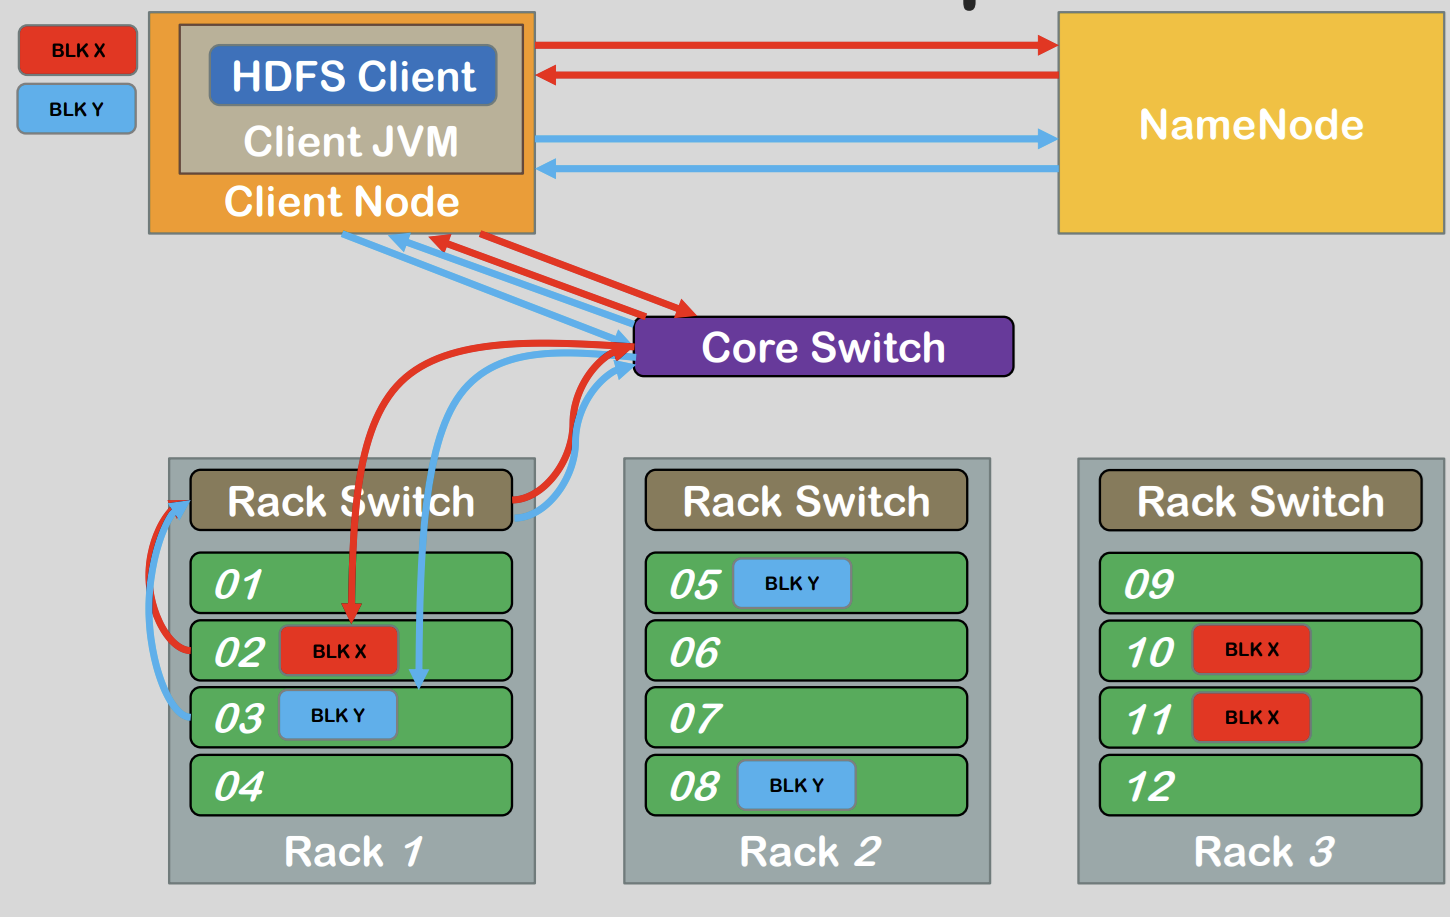 BLK X
BLK Y
HDFS Client
Client JVM
Client Node
NameNode
Core Switch
Rack Switch
01
02 BLK X
03 BLK Y
04
Rack 1
Rack Switch
05 BLK Y
06
07
08 BLK Y
Rack 2
Rack Switch
09
10 BLK X
11 BLK X
12
Rack 3